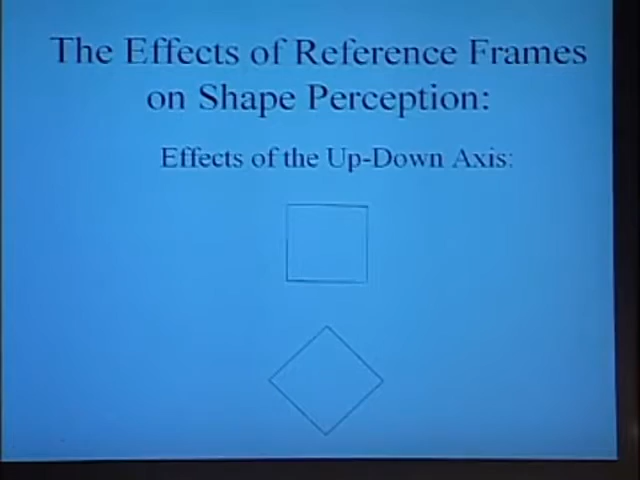 The Effects of Reference Frames
on Shape Perception:
Effects of the Up-Down Axis: